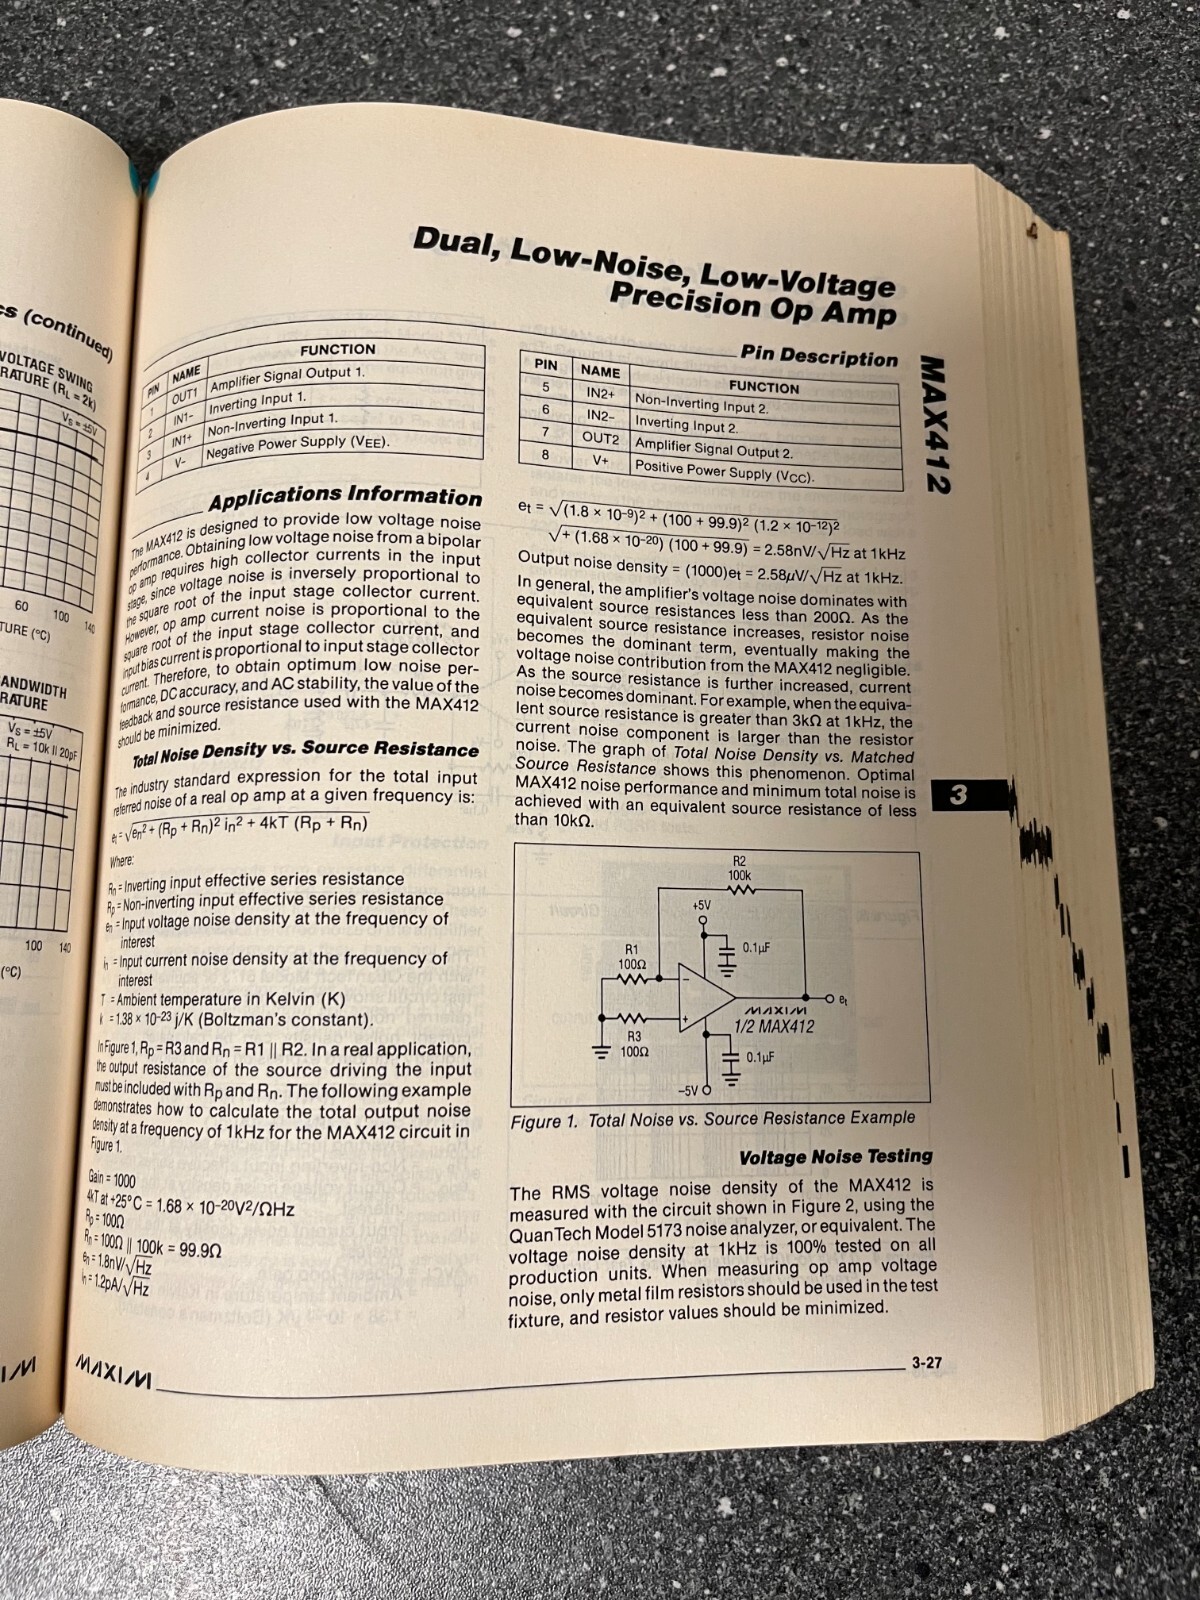 cs (continued)
VOLTAGE SWING
RATURE (RL = 2k)
VS = ±5V
60 100 140
TURE (°C)
ANDWIDTH
RATURE
VS = ±5V
RL = 10k II 20pF
100 140
(°C)
Dual, Low-Noise, Low-Voltage
Precision Op Amp
Pin Description
PIN NAME FUNCTION
1 OUT1 Amplifier Signal Output 1.
2 IN1- Inverting Input 1.
3 IN1+ Non-Inverting Input 1.
4 V- Negative Power Supply (VEE).
PIN NAME FUNCTION
5 IN2+ Non-Inverting Input 2.
6 IN2- Inverting Input 2.
7 OUT2 Amplifier Signal Output 2.
8 V+ Positive Power Supply (VCC).
MAX412
Applications Information
The MAX412 is designed to provide low voltage noise
performance. Obtaining low voltage noise from a bipolar
op amp requires high collector currents in the input
stage, since voltage noise is inversely proportional to
the square root of the input stage collector current.
However, op amp current noise is proportional to the
square root of the input stage collector current, and
input bias current is proportional to input stage collector
current. Therefore, to obtain optimum low noise per-
formance, DC accuracy, and AC stability, the value of the
feedback and source resistance used with the MAX412
should be minimized.
Total Noise Density vs. Source Resistance
The industry standard expression for the total input
referred noise of a real op amp at a given frequency is:
et = √en2 + (Rp + Rn)2 in2 + 4kT (Rp + Rn)
Where:
Rn = Inverting input effective series resistance
Rp = Non-inverting input effective series resistance
en = Input voltage noise density at the frequency of
interest
in = Input current noise density at the frequency of
interest
T = Ambient temperature in Kelvin (K)
k = 1.38 × 10-23 j/K (Boltzman's constant).
In Figure 1, Rp = R3 and Rn = R1 || R2. In a real application,
the output resistance of the source driving the input
must be included with Rp and Rn. The following example
demonstrates how to calculate the total output noise
density at a frequency of 1kHz for the MAX412 circuit in
Figure 1.
Gain = 1000
4kT at +25°C = 1.68 × 10-20V2/ΩHz
Rp = 100Ω
Rn = 100Ω || 100k = 99.9Ω
en = 1.8nV/√Hz
in = 1.2pA/√Hz
et = √(1.8 × 10-9)2 + (100 + 99.9)2 (1.2 × 10-12)2
√+ (1.68 × 10-20) (100 + 99.9) = 2.58nV/√Hz at 1kHz
Output noise density = (1000)et = 2.58µV/√Hz at 1kHz.
In general, the amplifier's voltage noise dominates with
equivalent source resistances less than 200Ω. As the
equivalent source resistance increases, resistor noise
becomes the dominant term, eventually making the
voltage noise contribution from the MAX412 negligible.
As the source resistance is further increased, current
noise becomes dominant. For example, when the equiva-
lent source resistance is greater than 3kΩ at 1kHz, the
current noise component is larger than the resistor
noise. The graph of Total Noise Density vs. Matched
Source Resistance shows this phenomenon. Optimal
MAX412 noise performance and minimum total noise is
achieved with an equivalent source resistance of less
than 10kΩ.
3
R2
100k
+5V
0.1µF
R1
100Ω
-
+
et
MAXIM
1/2 MAX412
R3
100Ω
0.1µF
-5V
Figure 1. Total Noise vs. Source Resistance Example
Voltage Noise Testing
The RMS voltage noise density of the MAX412 is
measured with the circuit shown in Figure 2, using the
Quan Tech Model 5173 noise analyzer, or equivalent. The
voltage noise density at 1kHz is 100% tested on all
production units. When measuring op amp voltage
noise, only metal film resistors should be used in the test
fixture, and resistor values should be minimized.
MAXIM
3-27